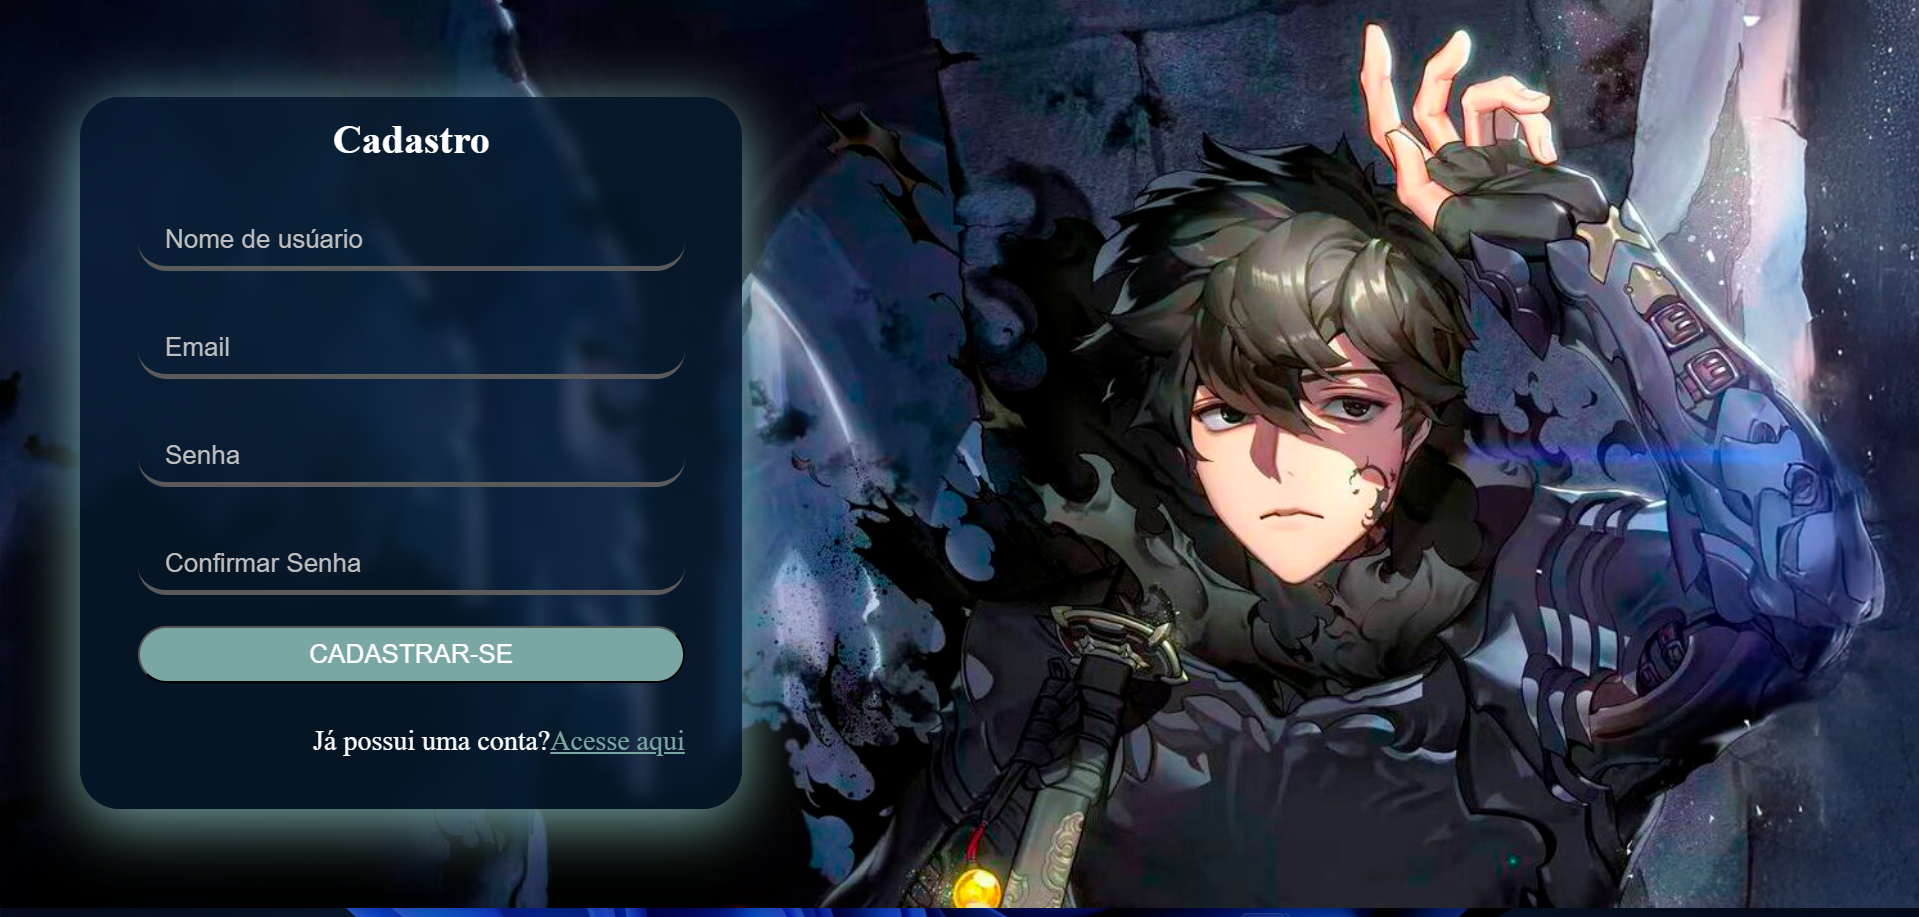 Cadastro
Nome de usúario
Email
Senha
Confirmar Senha
CADASTRAR-SE
Já possui uma conta?Acesse aqui